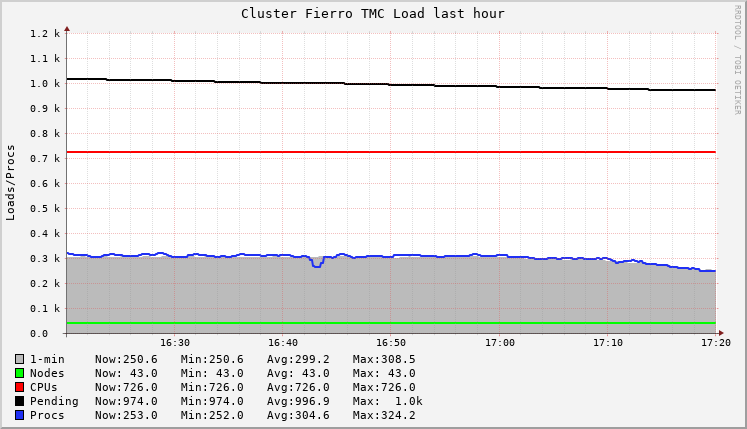 Cluster Fierro TMC Load last hour
RRDTOOL / TOBI OETIKER
Loads/Procs
1.2 k
1.1 k
1.0 k
0.9 k
0.8 k
0.7 k
0.6 k
0.5 k
0.4 k
0.3 k
0.2 k
0.1 k
0.0
16:30 16:40 16:50 17:00 17:10 17:20
1-min Now:250.6 Min:250.6 Avg:299.2 Max:308.5
Nodes Now: 43.0 Min: 43.0 Avg: 43.0 Max: 43.0
CPUs Now:726.0 Min:726.0 Avg:726.0 Max:726.0
Pending Now:974.0 Min:974.0 Avg:996.9 Max: 1.0k
Procs Now:253.0 Min:252.0 Avg:304.6 Max:324.2